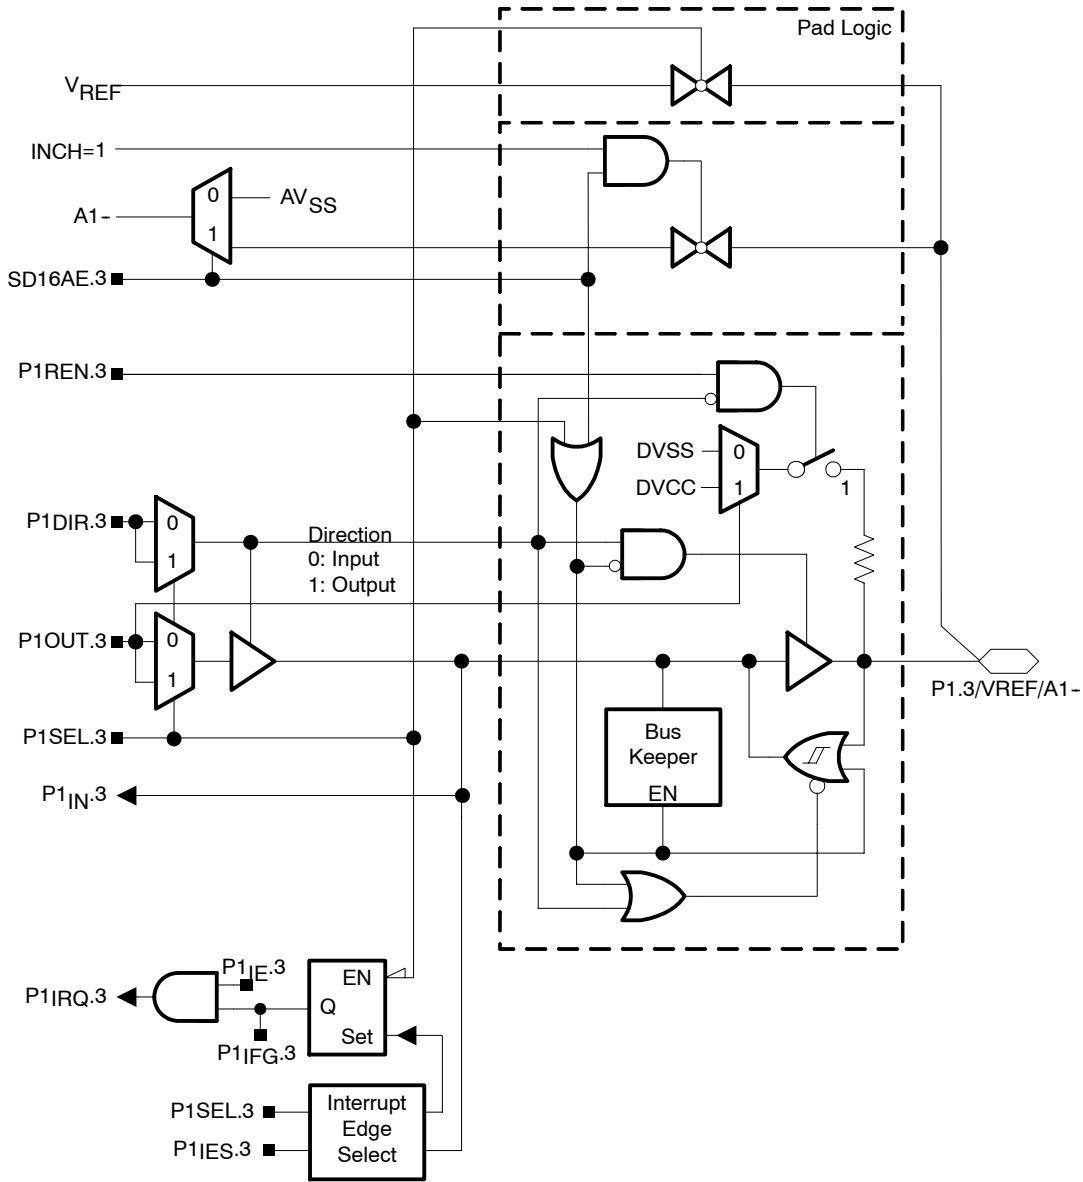 Pad Logic
VREF
INCH=1
0
AVSS
A1-
1
SD16AE.3
P1REN.3
DVSS
0
DVCC
1
1
P1DIR.3
0
1
Direction
0: Input
1: Output
P1OUT.3
0
1
P1.3/VREF/A1-
P1SEL.3
Bus
Keeper
EN
P1IN.3
P1IE.3
EN
P1IRQ.3
Q
Set
P1IFG.3
P1SEL.3
P1IES.3
Interrupt
Edge
Select